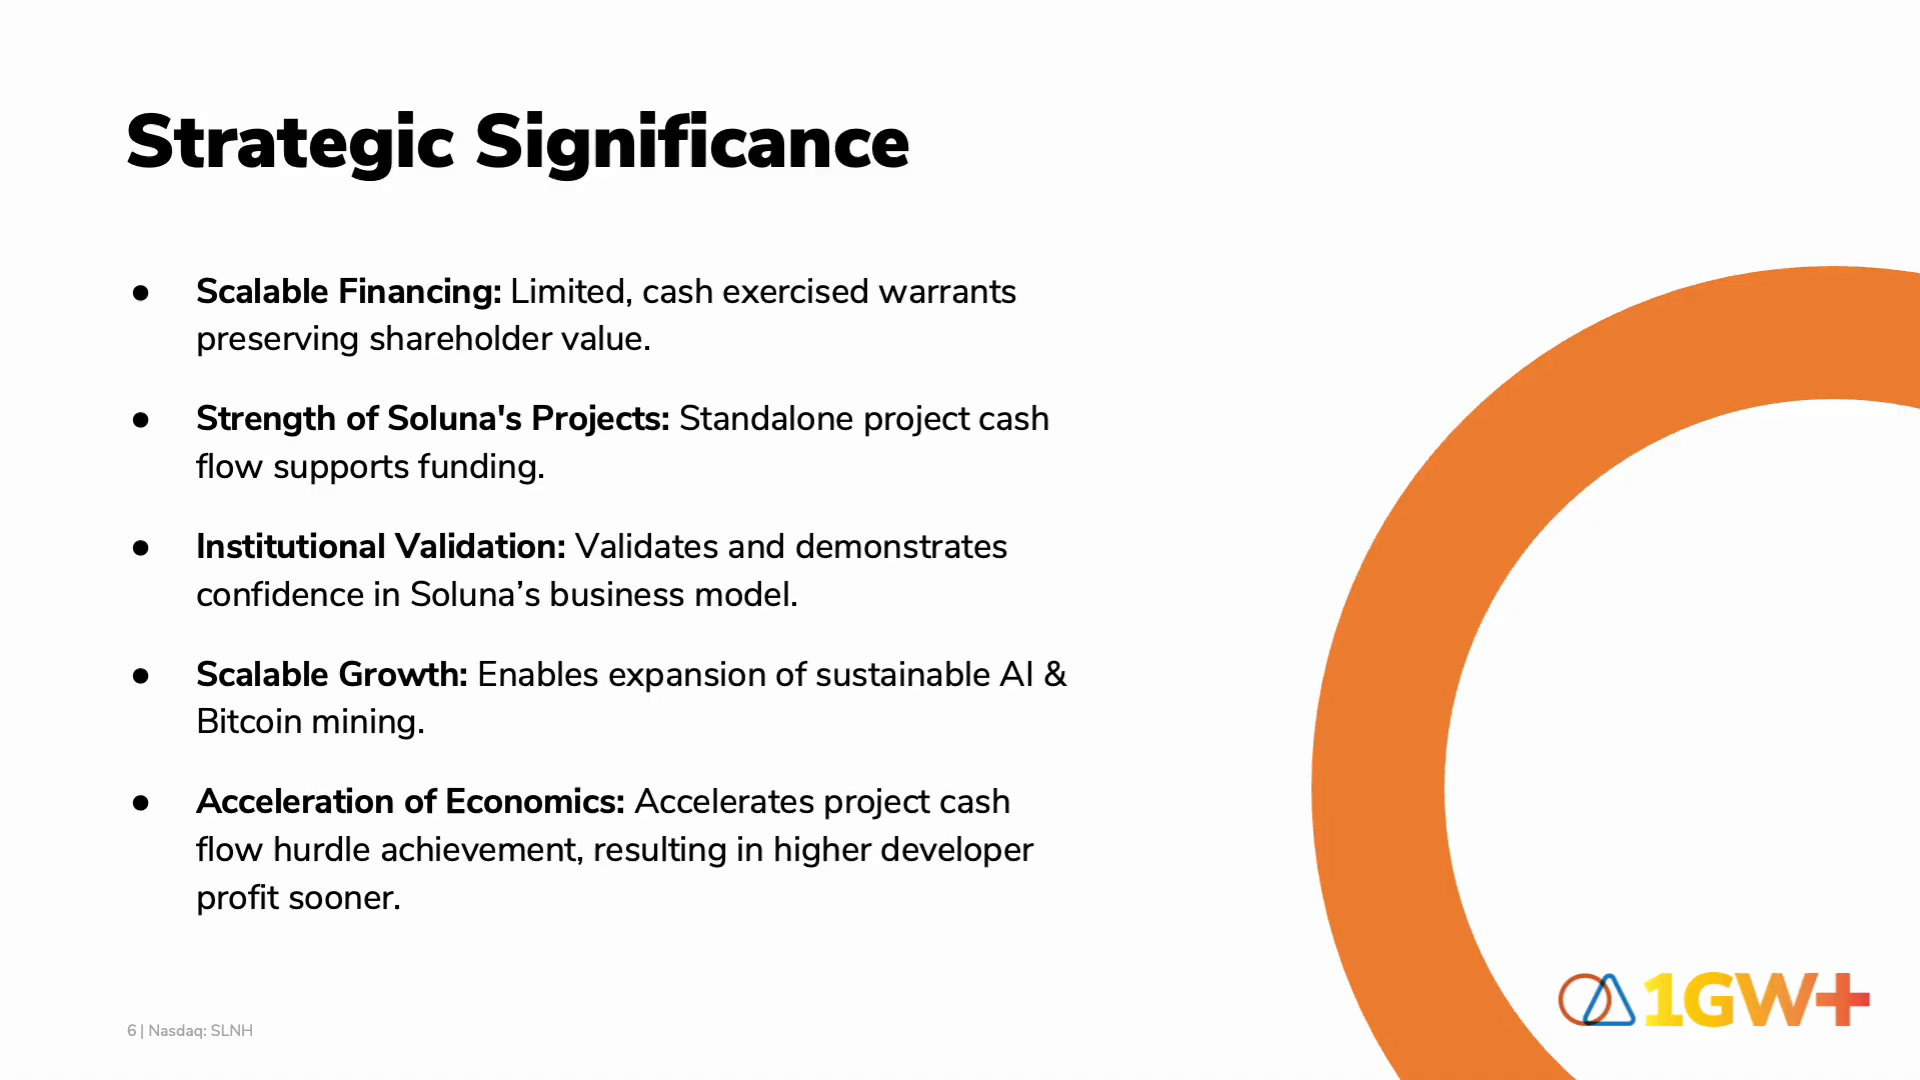 Strategic Significance
● Scalable Financing: Limited, cash exercised warrants
preserving shareholder value.
● Strength of Soluna's Projects: Standalone project cash
flow supports funding.
● Institutional Validation: Validates and demonstrates
confidence in Soluna’s business model.
● Scalable Growth: Enables expansion of sustainable AI &
Bitcoin mining.
● Acceleration of Economics: Accelerates project cash
flow hurdle achievement, resulting in higher developer
profit sooner.
1GW+
6 | Nasdaq: SLNH